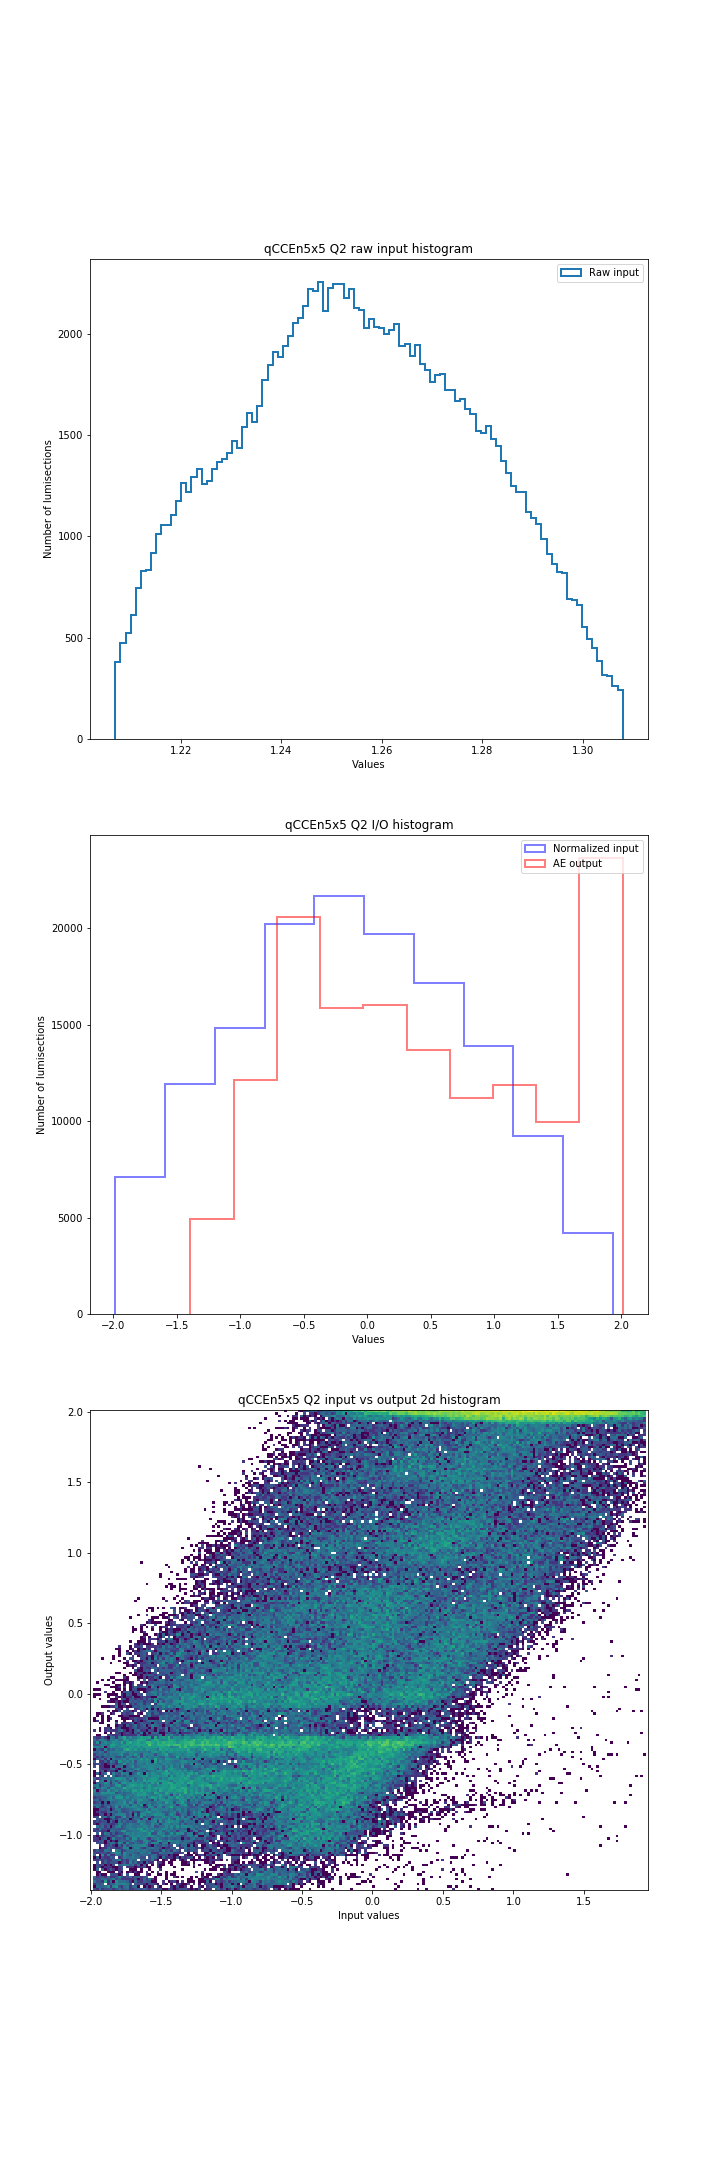 qCCEn5x5 Q2 raw input histogram
Raw input
2000
1500
1000
500
0
Number of lumisections
1.22 1.24 1.26 1.28 1.30
Values
qCCEn5x5 Q2 I/O histogram
Normalized input
AE output
20000
15000
10000
5000
0
Number of lumisections
−2.0 −1.5 −1.0 −0.5 0.0 0.5 1.0 1.5 2.0
Values
qCCEn5x5 Q2 input vs output 2d histogram
2.0
1.5
1.0
0.5
0.0
−0.5
−1.0
Output values
−2.0 −1.5 −1.0 −0.5 0.0 0.5 1.0 1.5
Input values